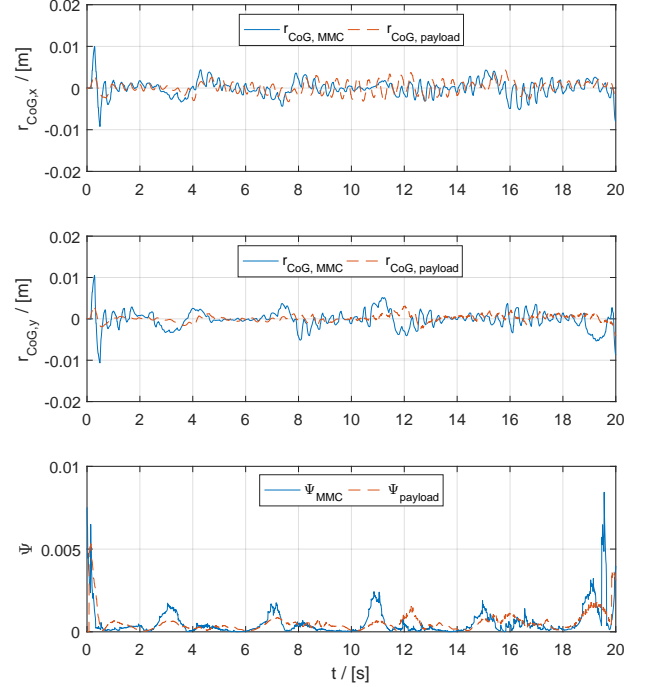 0.02
r_CoG, MMC r_CoG, payload
0.01
0
-0.01
-0.02
r_CoG,x / [m]
0 2 4 6 8 10 12 14 16 18 20
0.02
r_CoG, MMC r_CoG, payload
0.01
0
-0.01
-0.02
r_CoG,y / [m]
0 2 4 6 8 10 12 14 16 18 20
0.01
Ψ_MMC Ψ_payload
0.005
0
Ψ
0 2 4 6 8 10 12 14 16 18 20
t / [s]